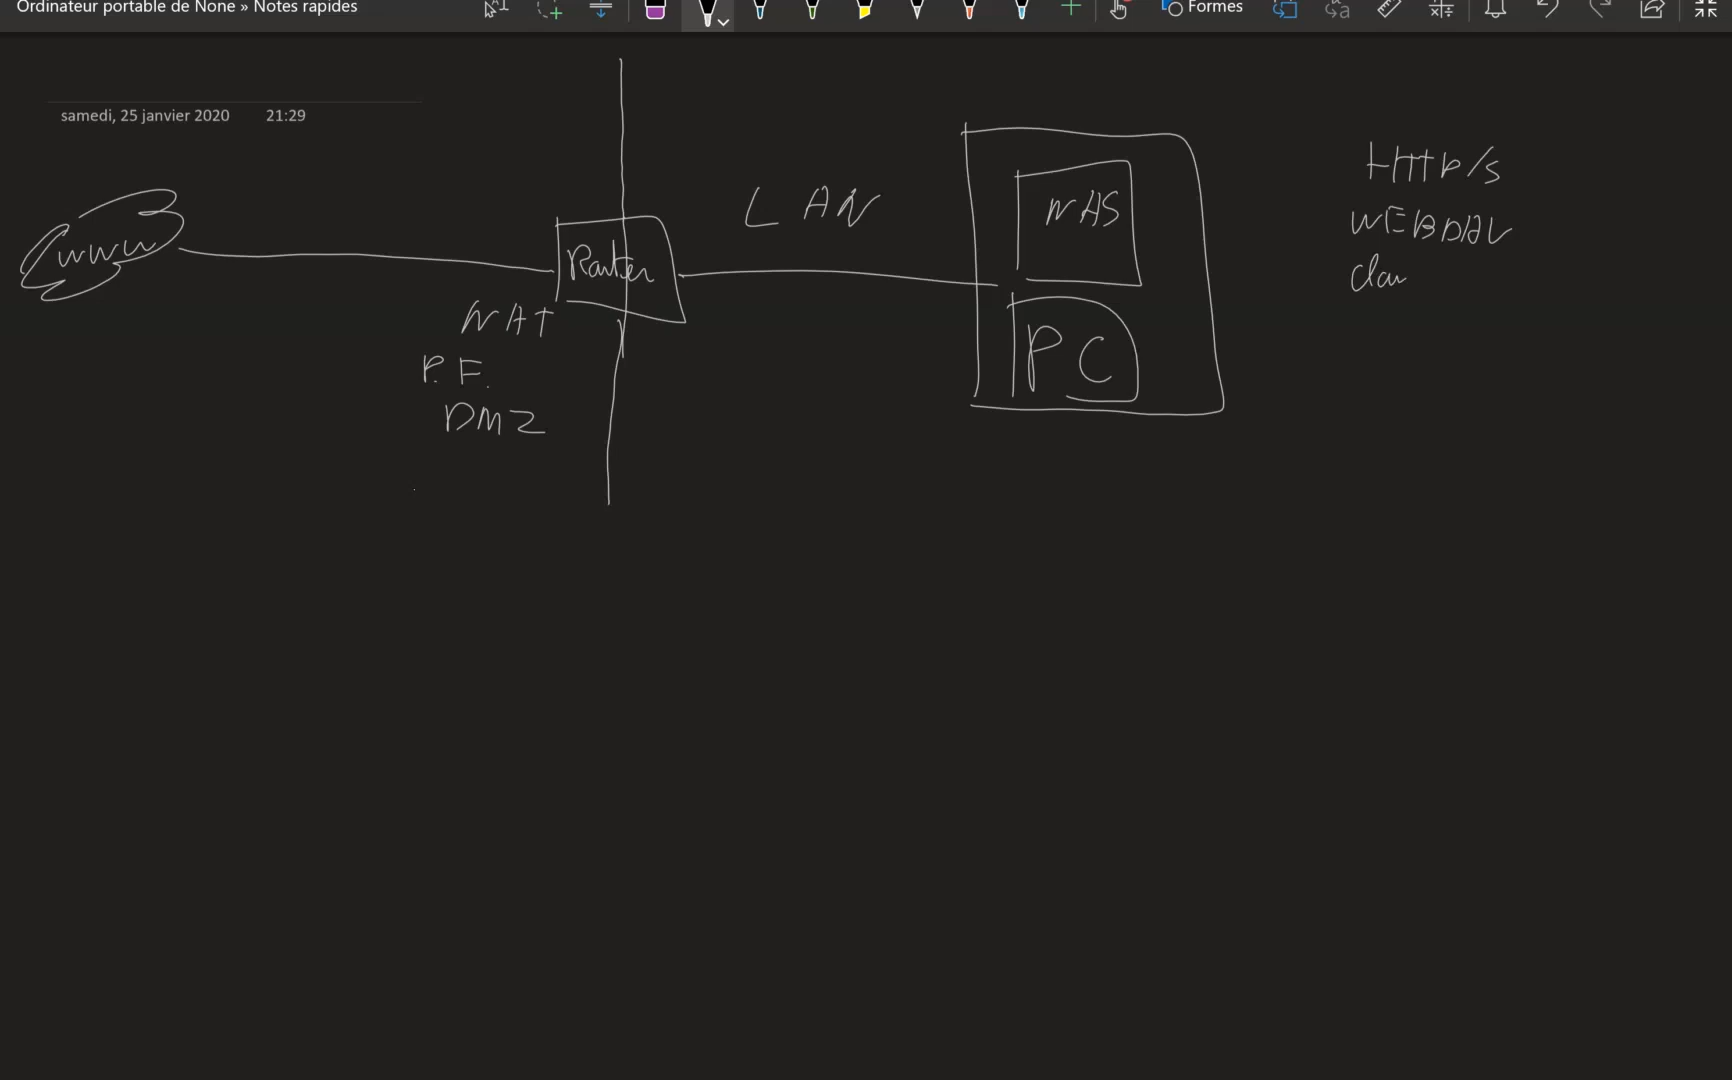 Ordinateur portable de None » Notes rapides
Formes
samedi, 25 janvier 2020 21:29
www
Router
LAN
NAT
P.F.
DMZ
NAS
PC
HTTP/s
WEBDAV